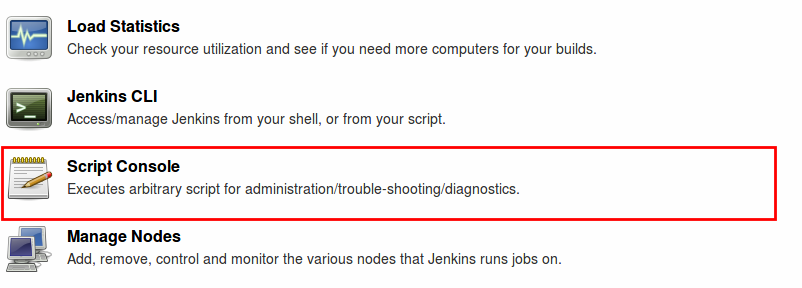 Load Statistics
Check your resource utilization and see if you need more computers for your builds.
>_
Jenkins CLI
Access/manage Jenkins from your shell, or from your script.
Script Console
Executes arbitrary script for administration/trouble-shooting/diagnostics.
Manage Nodes
Add, remove, control and monitor the various nodes that Jenkins runs jobs on.